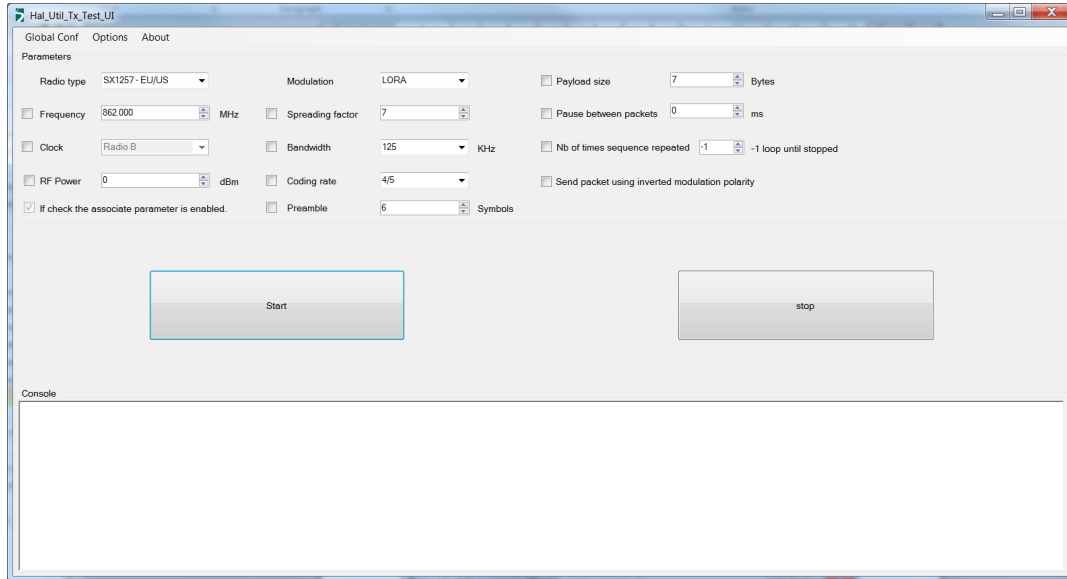 Hal_Util_Tx_Test_UI
Global Conf Options About
Parameters
Radio type SX1257 - EU/US Modulation LORA Payload size 7 Bytes
Frequency 862.000 MHz Spreading factor 7 Pause between packets 0 ms
Clock Radio B Bandwidth 125 KHz Nb of times sequence repeated -1 -1 loop until stopped
RF Power 0 dBm Coding rate 4/5 Send packet using inverted modulation polarity
If check the associate parameter is enabled. Preamble 6 Symbols
Start stop
Console